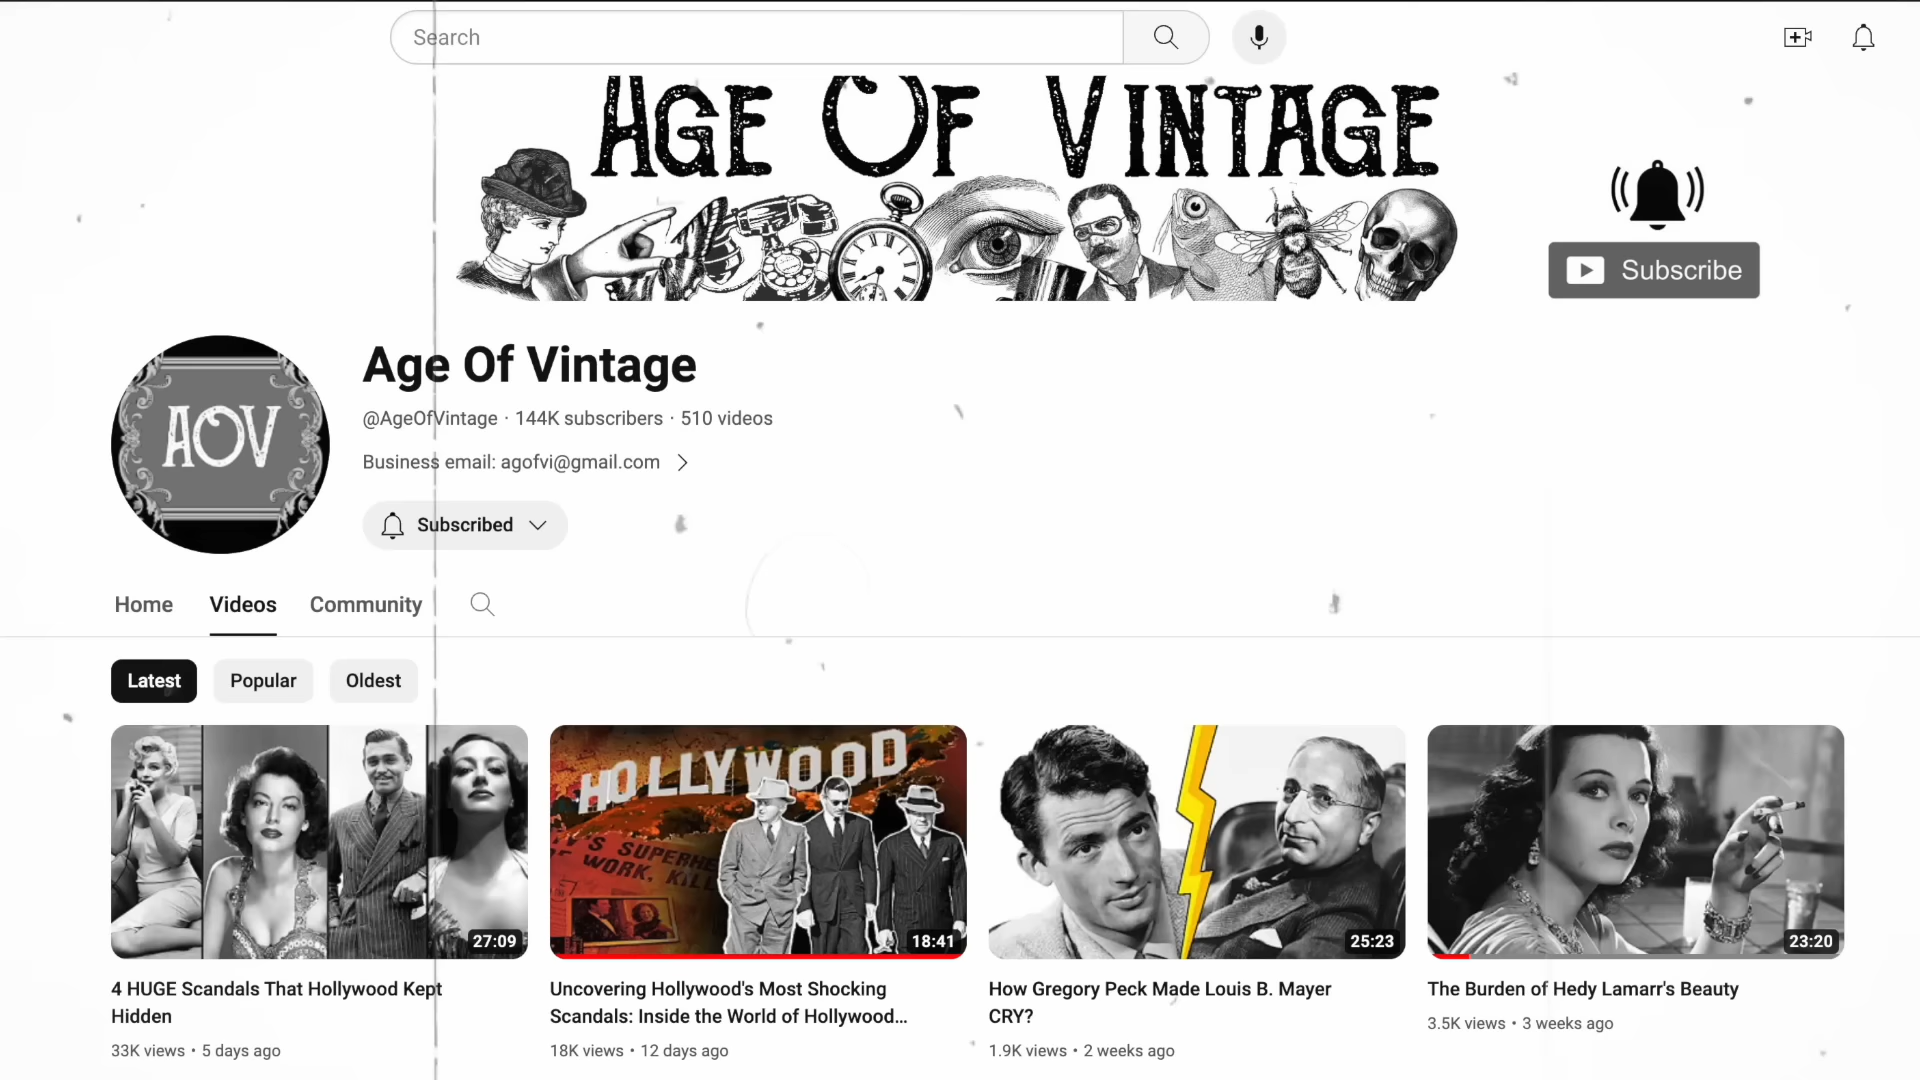 Search
AGE OF VINTAGE
Subscribe
Age Of Vintage
@AgeOfVintage · 144K subscribers · 510 videos
Business email: agofvi@gmail.com
AOV
Subscribed
Home Videos Community
Latest Popular Oldest
HOLLYWOOD
WORK, KILL
27:09 18:41 25:23 23:20
4 HUGE Scandals That Hollywood Kept
Hidden
33K views • 5 days ago
Uncovering Hollywood's Most Shocking
Scandals: Inside the World of Hollywood...
18K views • 12 days ago
How Gregory Peck Made Louis B. Mayer
CRY?
1.9K views • 2 weeks ago
The Burden of Hedy Lamarr's Beauty
3.5K views • 3 weeks ago